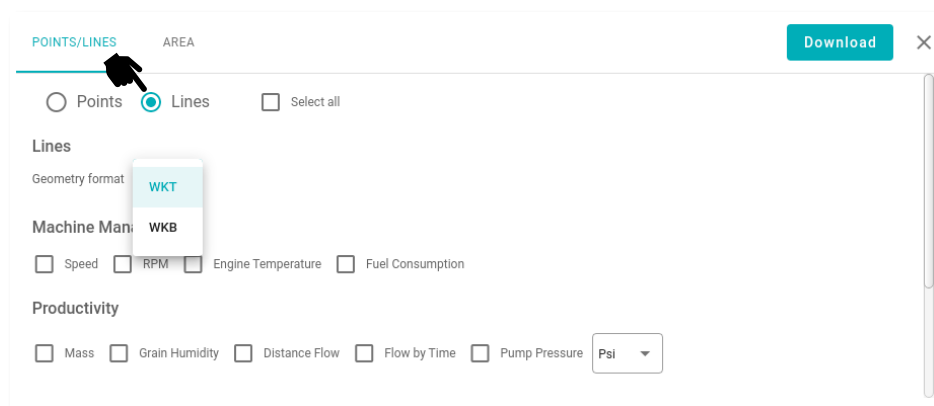 POINTS/LINES AREA Download
Points Lines Select all
Lines
Geometry format WKT
WKB
Machine Man
Speed RPM Engine Temperature Fuel Consumption
Productivity
Mass Grain Humidity Distance Flow Flow by Time Pump Pressure Psi